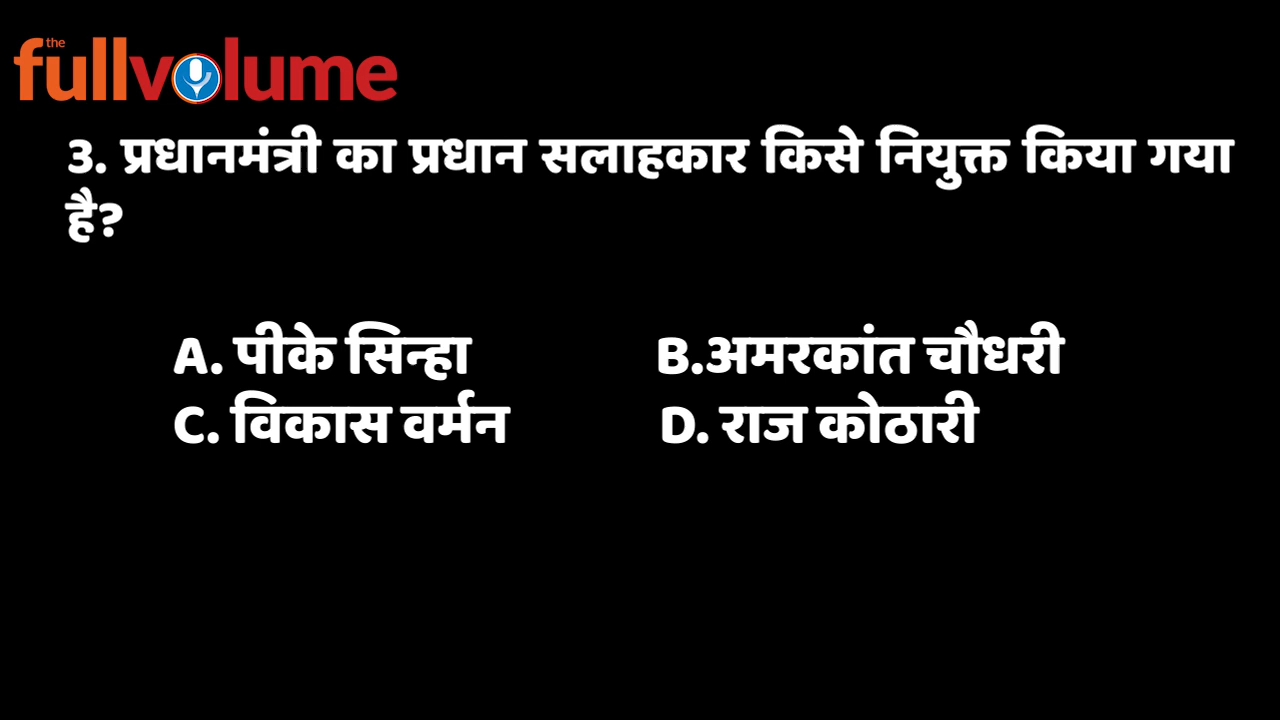 the
fullvolume
3. प्रधानमंत्री का प्रधान सलाहकार किसे नियुक्त किया गया
है?
A. पीके सिन्हा B.अमरकांत चौधरी
C. विकास वर्मन D. राज कोठारी